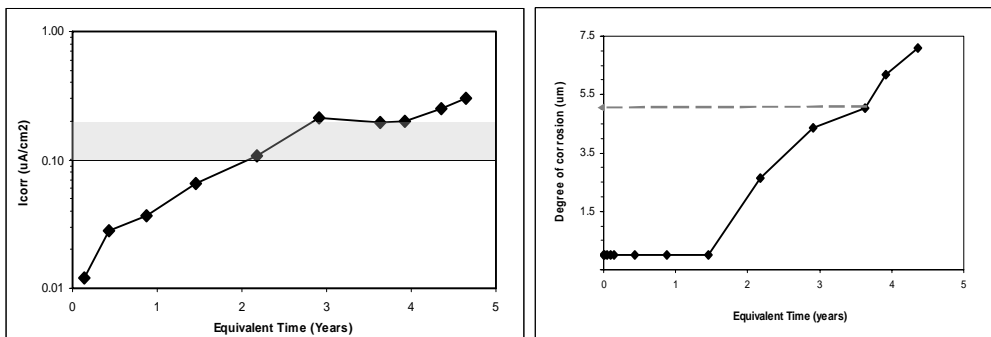 1.00
0.10
0.01
Icorr (uA/cm2)
0 1 2 3 4 5
Equivalent Time (Years)
7.5
5.5
3.5
1.5
Degree of corrosion (um)
0 1 2 3 4 5
Equivalent Time (years)